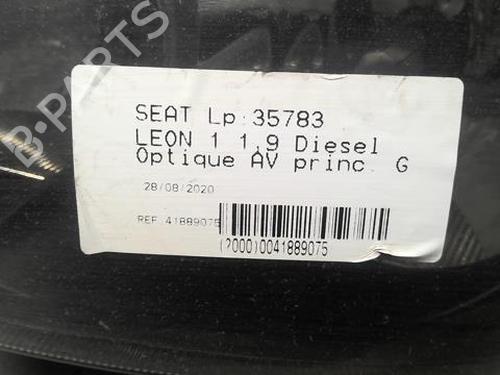 B-PARTS
SEAT Lp 35783
LEON 1 1.9 Diesel
Optique AV princ. G
28/08/2020
REF 41889075
(2000)0041889075